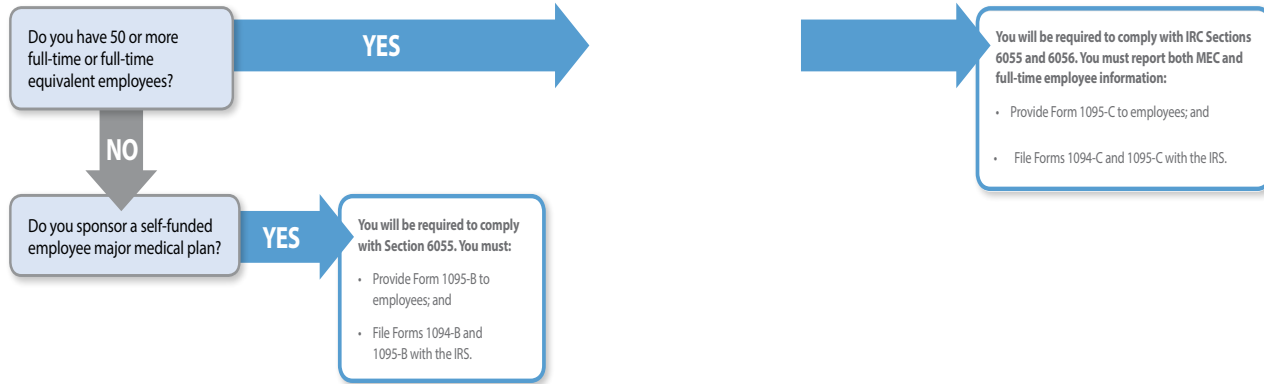 Do you have 50 or more
full-time or full-time
equivalent employees?
YES
You will be required to comply with IRC Sections
6055 and 6056. You must report both MEC and
full-time employee information:
• Provide Form 1095-C to employees; and
• File Forms 1094-C and 1095-C with the IRS.
NO
Do you sponsor a self-funded
employee major medical plan?
YES
You will be required to comply
with Section 6055. You must:
• Provide Form 1095-B to
employees; and
• File Forms 1094-B and
1095-B with the IRS.